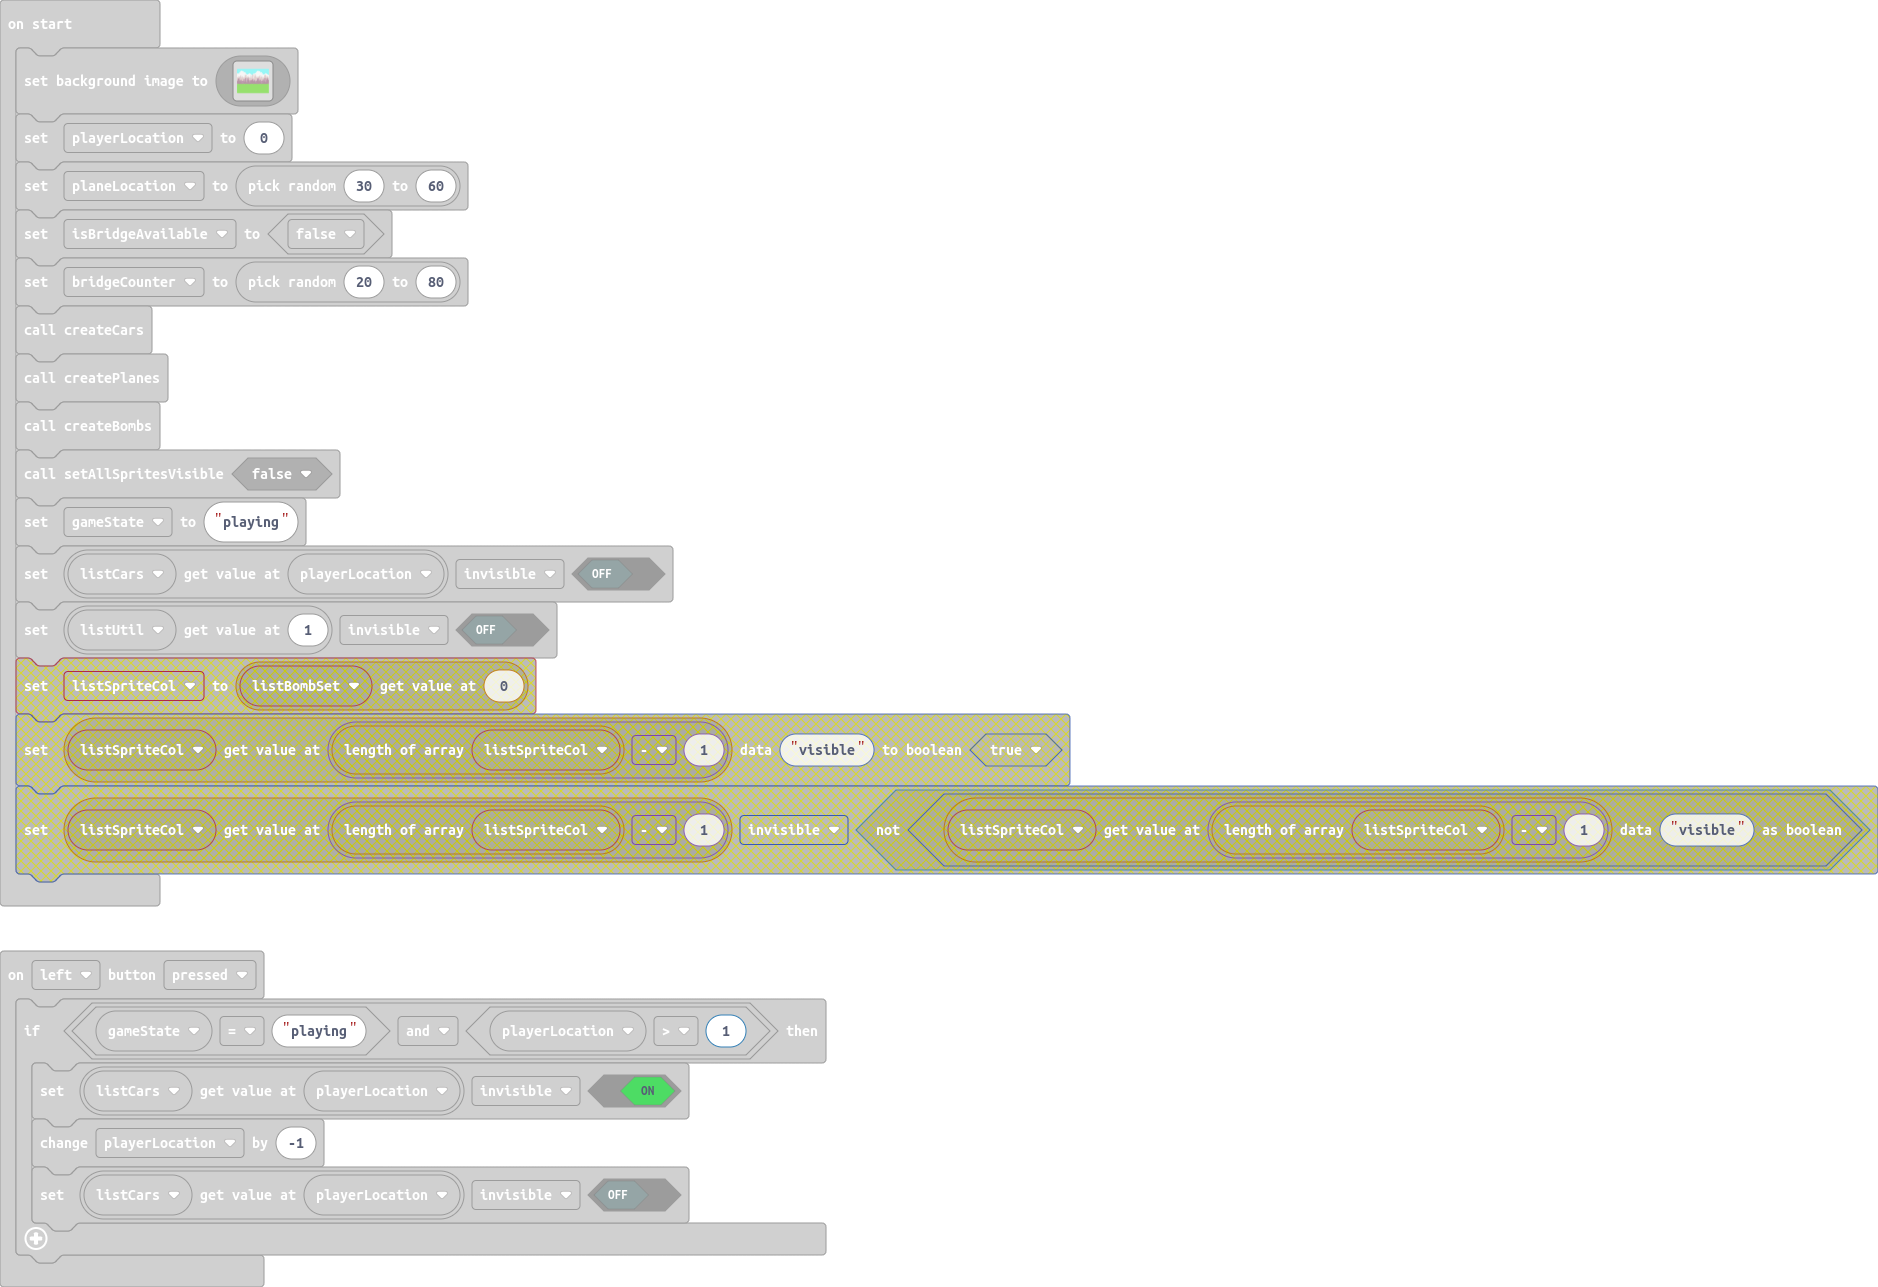 on start
set background image to
set playerLocation to 0
set planeLocation to pick random 30 to 60
set isBridgeAvailable to false
set bridgeCounter to pick random 20 to 80
call createCars
call createPlanes
call createBombs
call setAllSpritesVisible false
set gameState to "playing"
set listCars get value at playerLocation invisible OFF
set listUtil get value at 1 invisible OFF
set listSpriteCol to listBombSet get value at 0
set listSpriteCol get value at length of array listSpriteCol - 1 data "visible" to boolean true
set listSpriteCol get value at length of array listSpriteCol - 1 invisible not listSpriteCol get value at length of array listSpriteCol - 1 data "visible" as boolean
on left button pressed
if gameState = "playing" and playerLocation > 1 then
set listCars get value at playerLocation invisible ON
change playerLocation by -1
set listCars get value at playerLocation invisible OFF